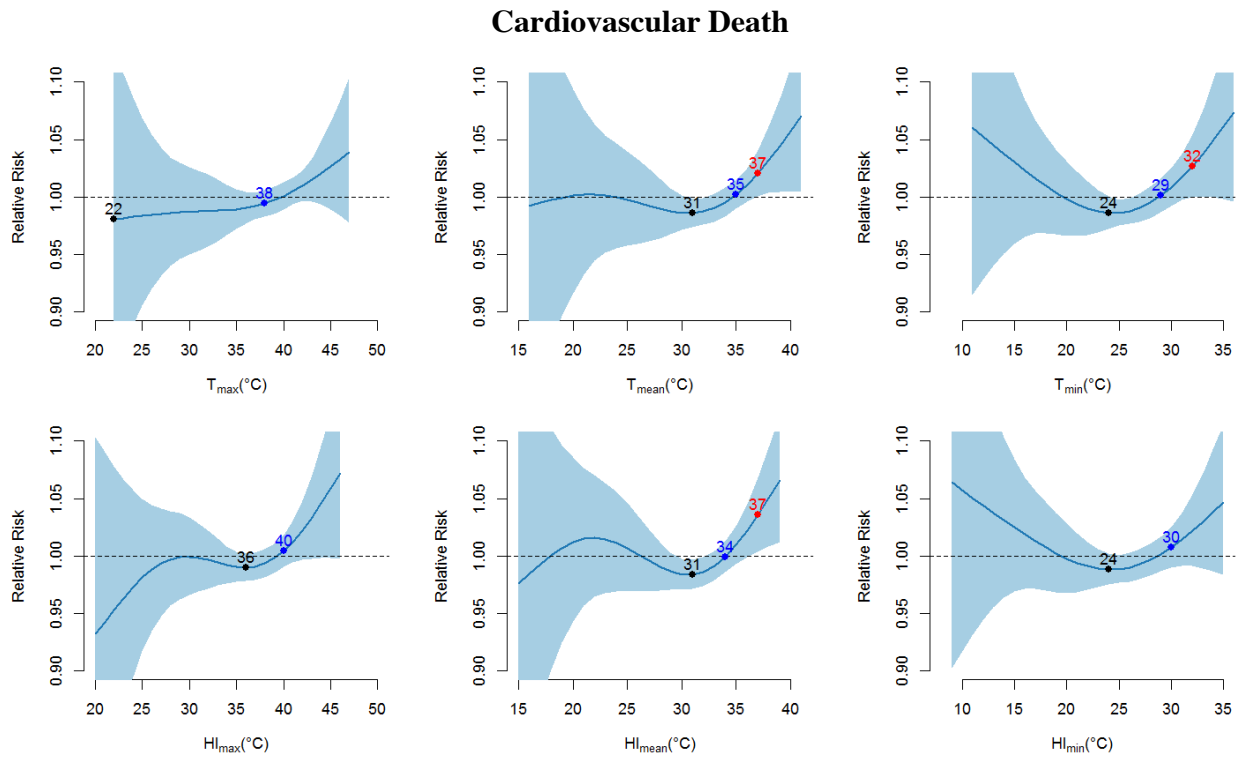 Cardiovascular Death
Relative Risk
0.90 0.95 1.00 1.05 1.10
22
38
20 25 30 35 40 45 50
Tmax(°C)
Relative Risk
0.90 0.95 1.00 1.05 1.10
31
35
37
15 20 25 30 35 40
Tmean(°C)
Relative Risk
0.90 0.95 1.00 1.05 1.10
24
29
32
10 15 20 25 30 35
Tmin(°C)
Relative Risk
0.90 0.95 1.00 1.05 1.10
36
40
20 25 30 35 40 45 50
HImax(°C)
Relative Risk
0.90 0.95 1.00 1.05 1.10
31
34
37
15 20 25 30 35 40
HImean(°C)
Relative Risk
0.90 0.95 1.00 1.05 1.10
24
30
10 15 20 25 30 35
HImin(°C)